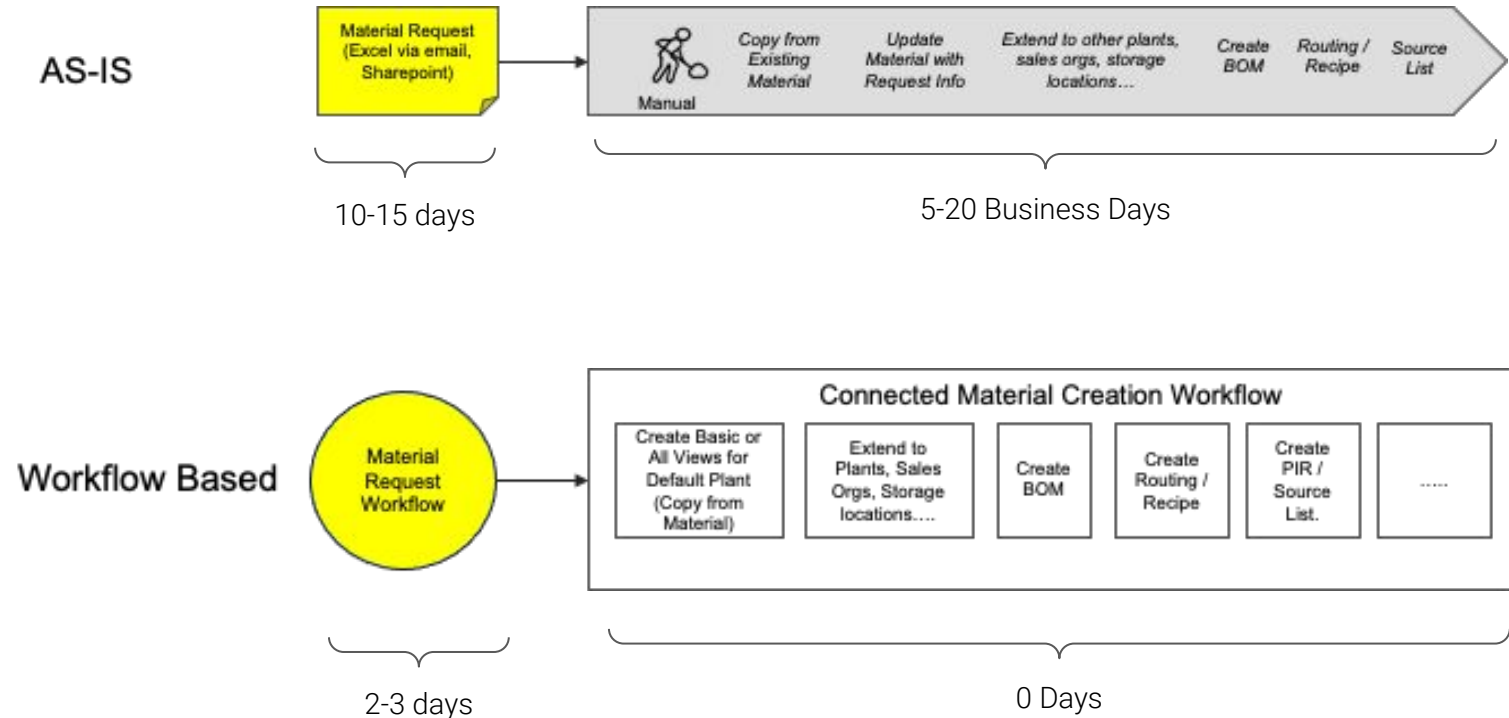 AS-IS
Material Request
(Excel via email,
Sharepoint)
Manual
Copy from
Existing
Material
Update
Material with
Request Info
Extend to other plants,
sales orgs, storage
locations…
Create
BOM
Routing /
Recipe
Source
List
10-15 days
5-20 Business Days
Workflow Based
Material
Request
Workflow
Connected Material Creation Workflow
Create Basic or
All Views for
Default Plant
(Copy from
Material)
Extend to
Plants, Sales
Orgs, Storage
locations….
Create
BOM
Create
Routing /
Recipe
Create
PIR /
Source
List.
.....
2-3 days
0 Days